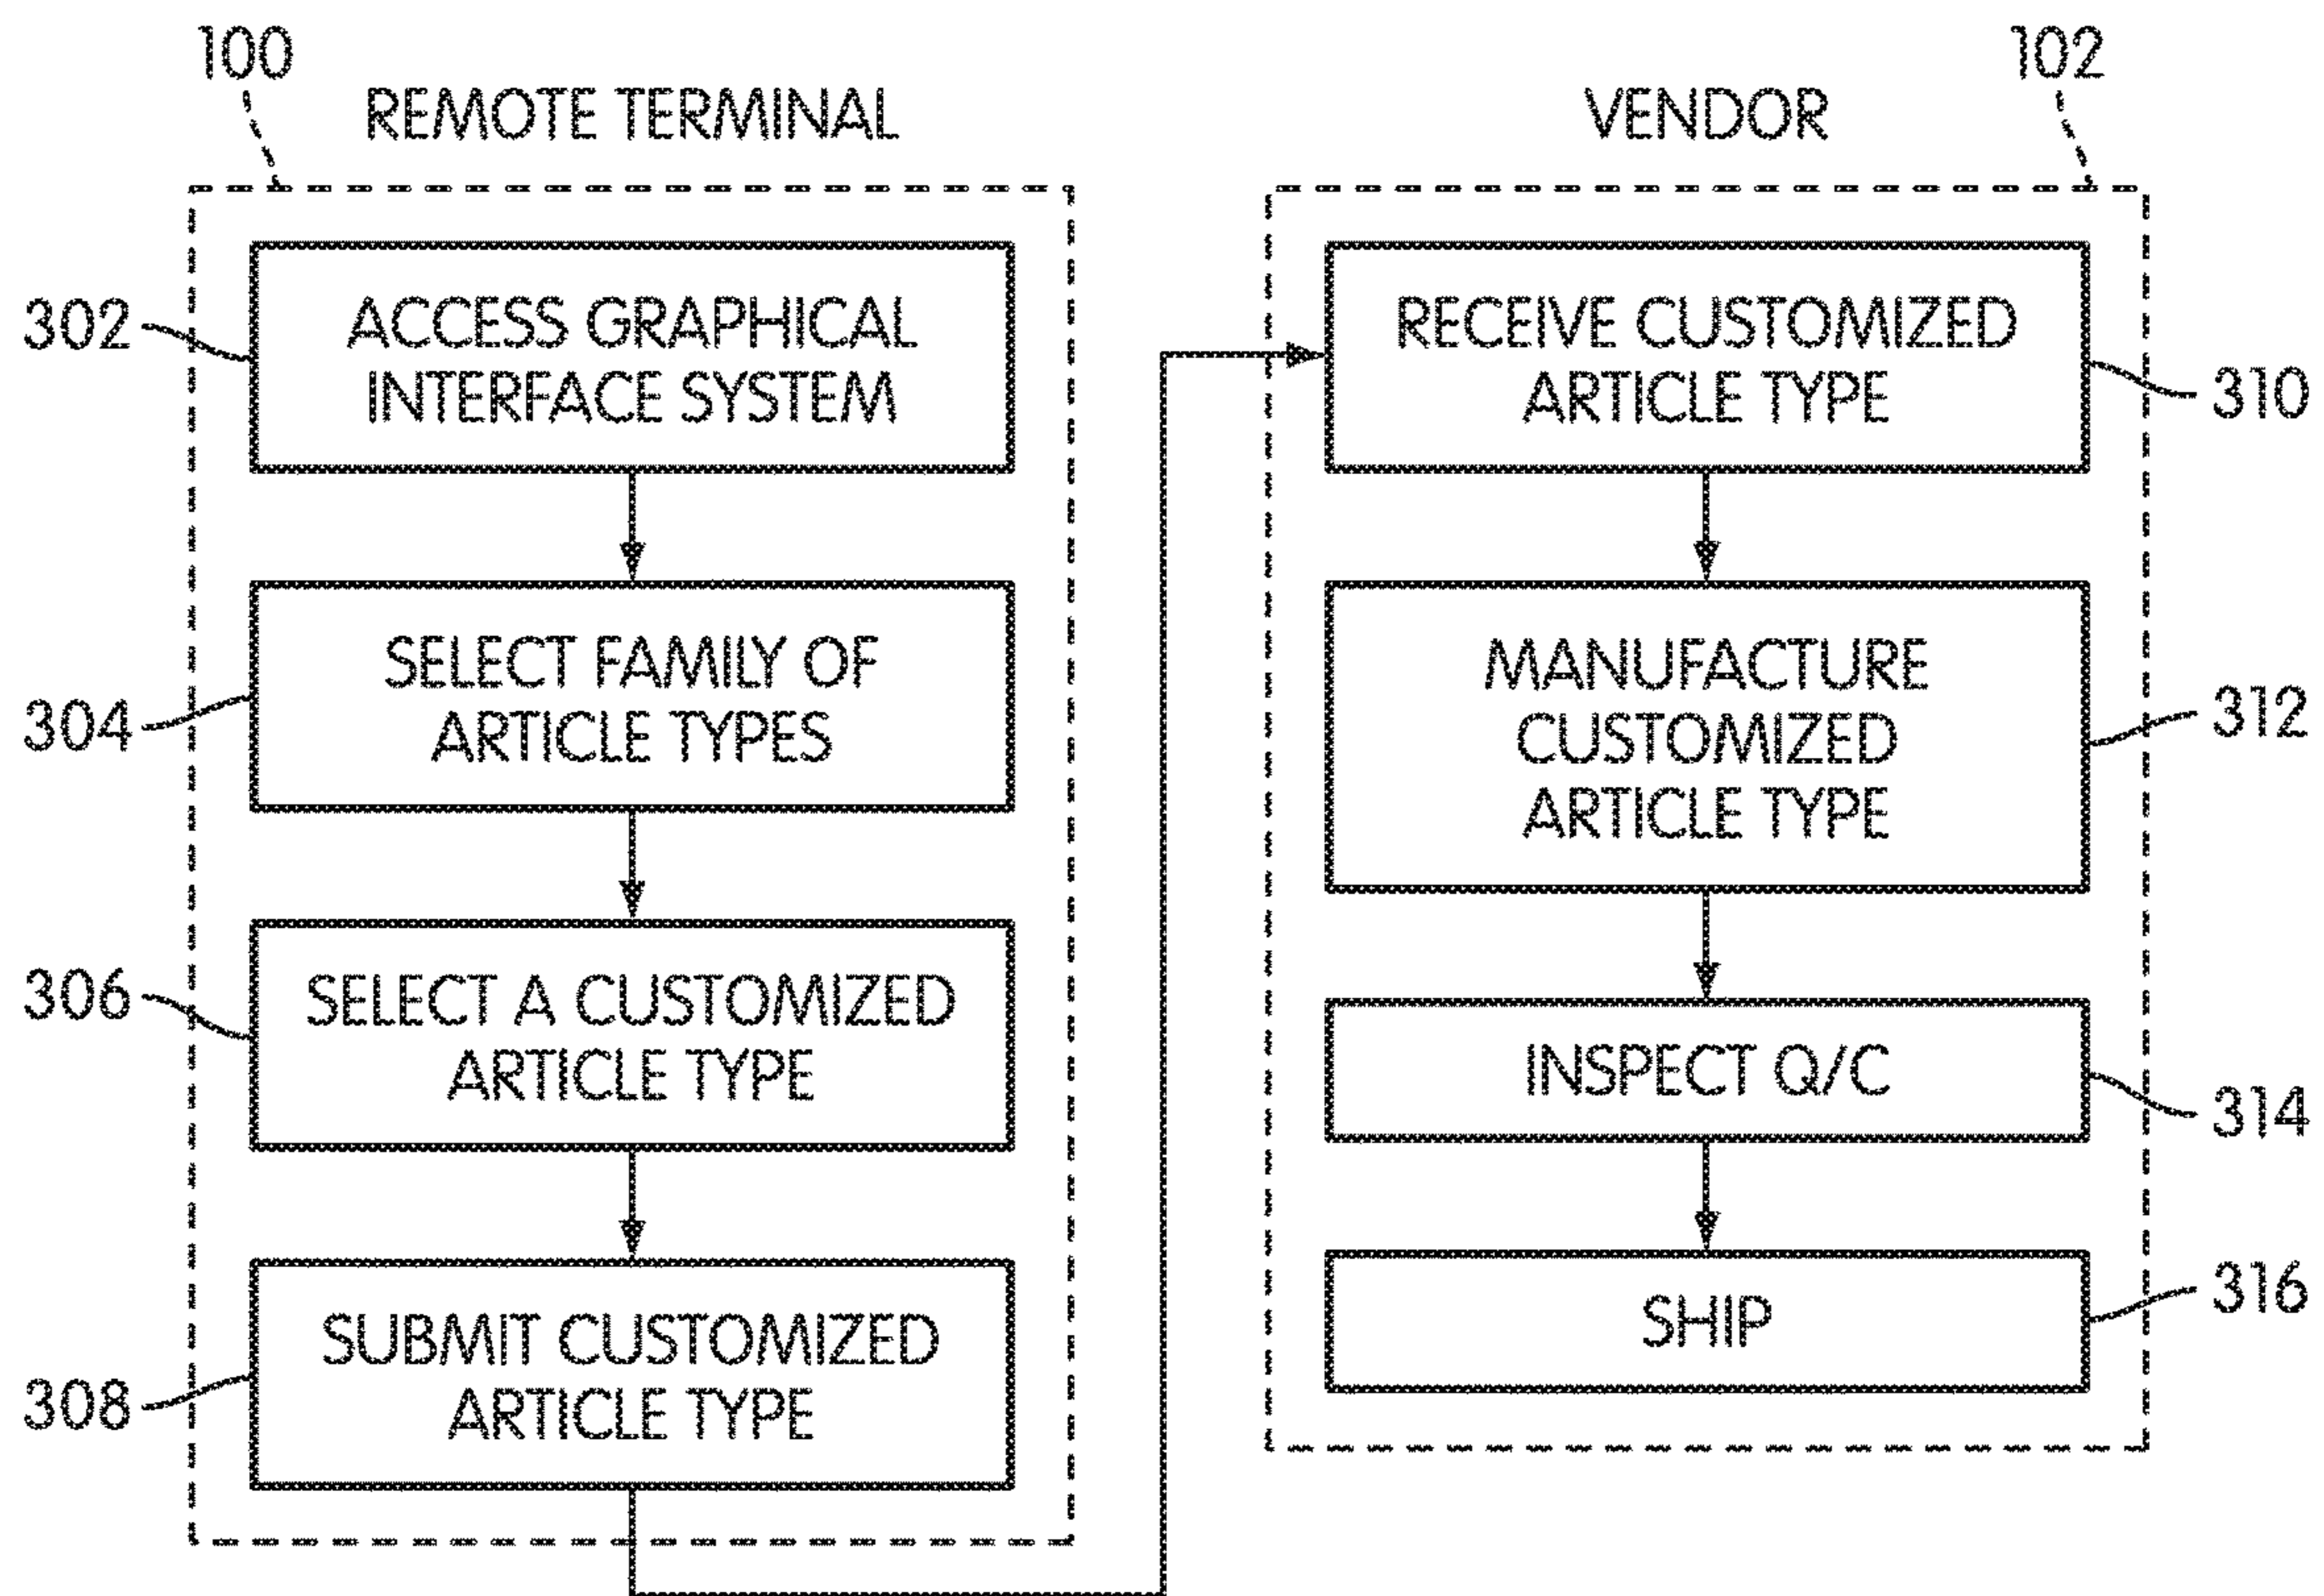 100
REMOTE TERMINAL
302
ACCESS GRAPHICAL
INTERFACE SYSTEM
304
SELECT FAMILY OF
ARTICLE TYPES
306
SELECT A CUSTOMIZED
ARTICLE TYPE
308
SUBMIT CUSTOMIZED
ARTICLE TYPE
102
VENDOR
RECEIVE CUSTOMIZED
ARTICLE TYPE
310
MANUFACTURE
CUSTOMIZED
ARTICLE TYPE
312
INSPECT Q/C
314
SHIP
316